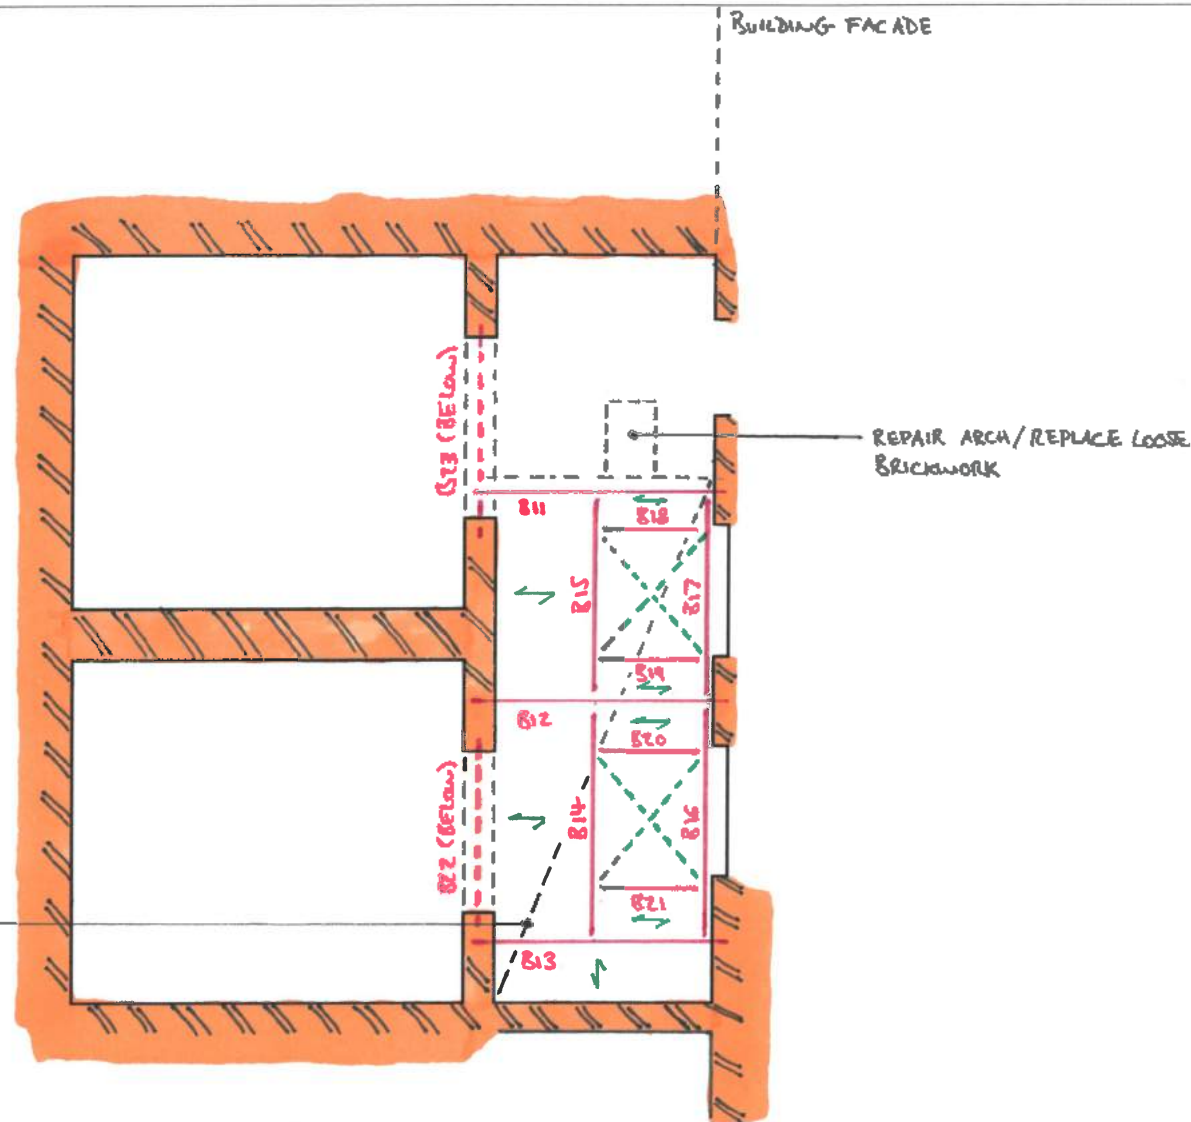 BUILDING FACADE
B23 (BELOW)
REPAIR ARCH/REPLACE LOOSE
BRICKWORK
B11
B18
B15
B17
B19
B12
B20
B22 (BELOW)
B14
B16
B21
B13